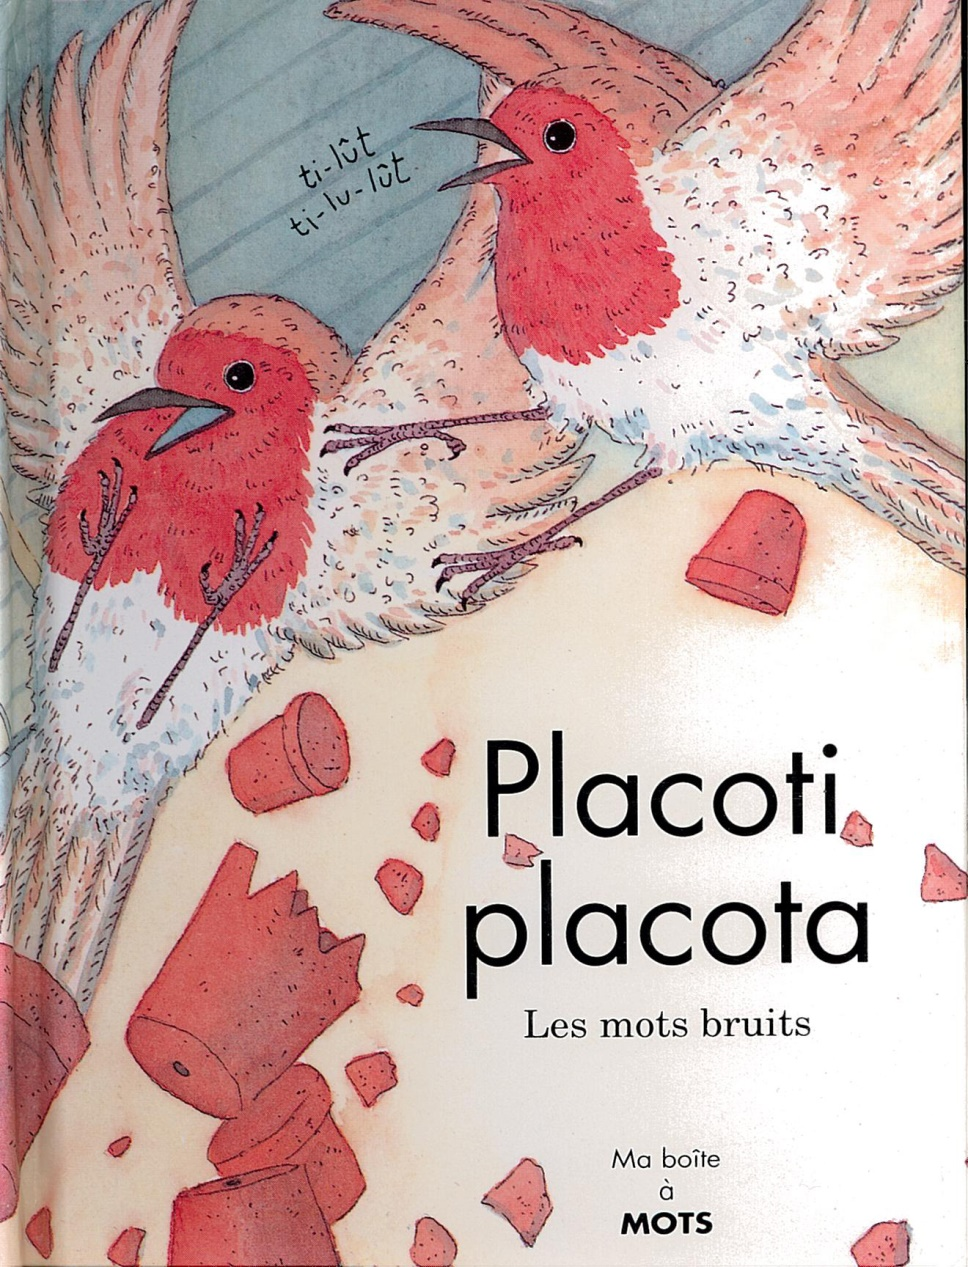 ti-lût
ti-lu-lût
Placoti
placota
Les mots bruits
Ma boîte
à
MOTS